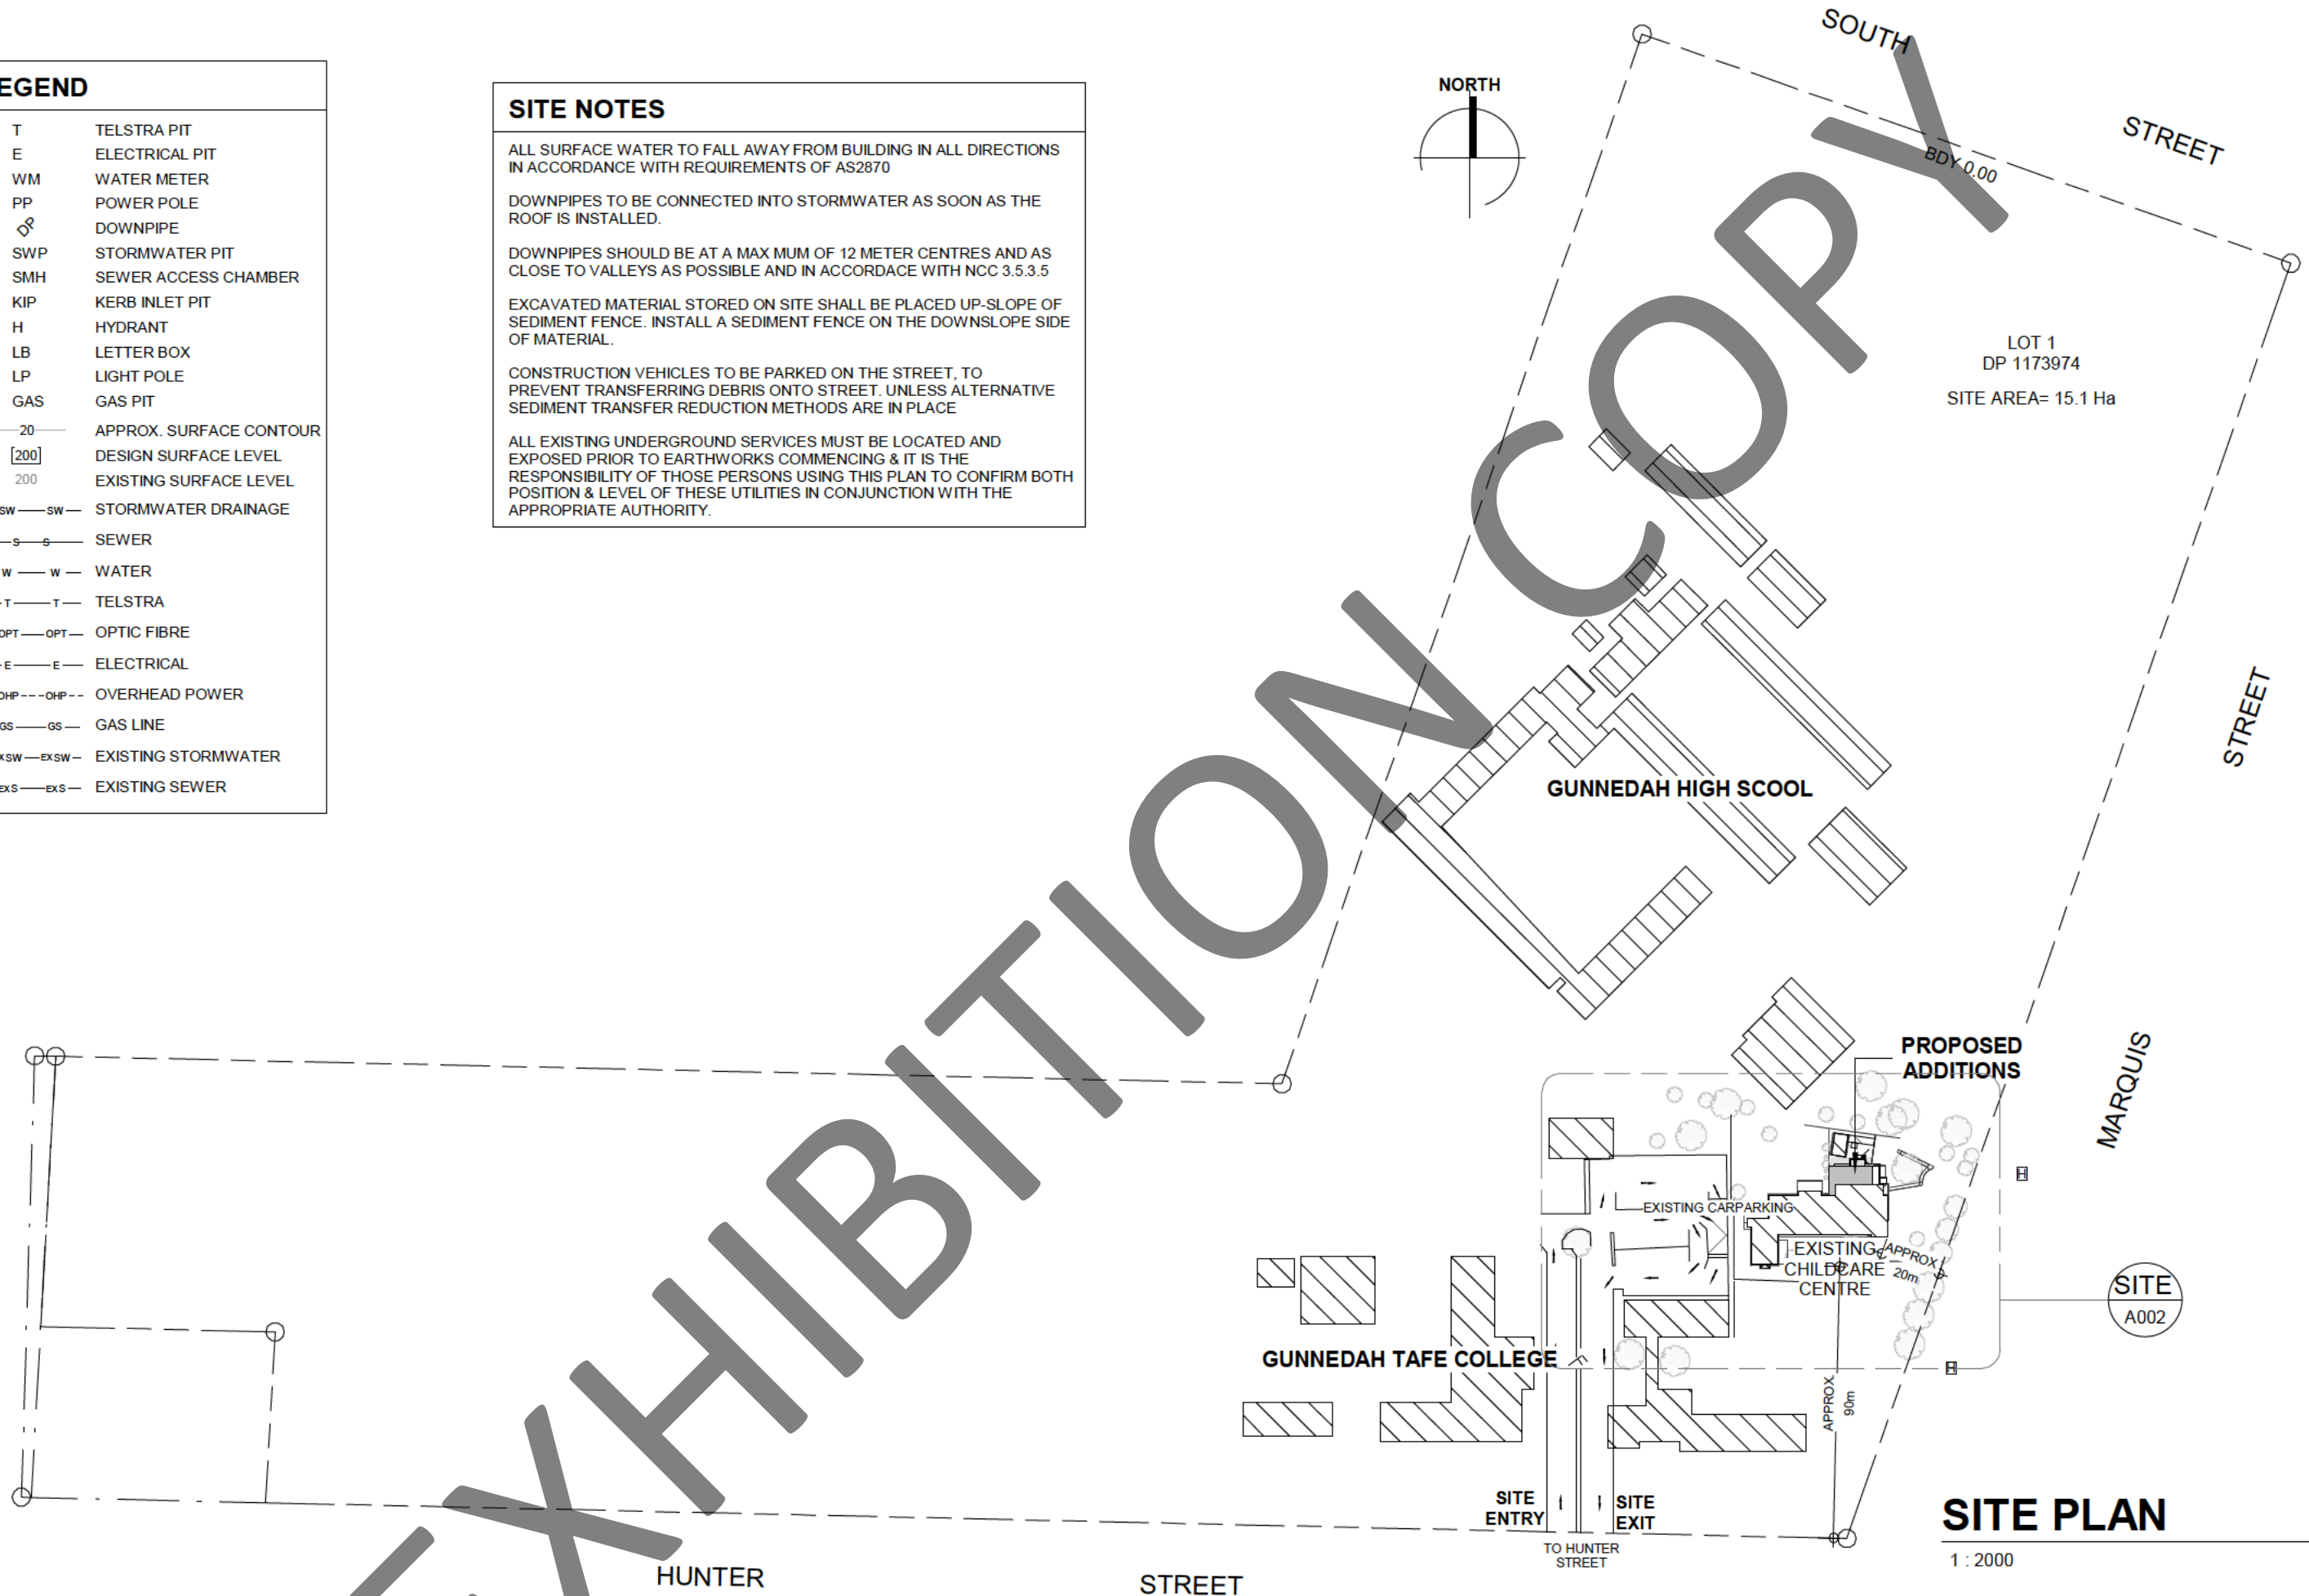 EGEND
T TELSTRA PIT
E ELECTRICAL PIT
WM WATER METER
PP POWER POLE
DP DOWNPIPE
SWP STORMWATER PIT
SMH SEWER ACCESS CHAMBER
KIP KERB INLET PIT
H HYDRANT
LB LETTER BOX
LP LIGHT POLE
GAS GAS PIT
20 APPROX. SURFACE CONTOUR
[200] DESIGN SURFACE LEVEL
200 EXISTING SURFACE LEVEL
SW SW STORMWATER DRAINAGE
S S SEWER
W W WATER
T T TELSTRA
OPT OPT OPTIC FIBRE
E E ELECTRICAL
OHP OHP OVERHEAD POWER
GS GS GAS LINE
XSW EXSW EXISTING STORMWATER
EXS EXS EXISTING SEWER
SITE NOTES
ALL SURFACE WATER TO FALL AWAY FROM BUILDING IN ALL DIRECTIONS
IN ACCORDANCE WITH REQUIREMENTS OF AS2870
DOWNPIPES TO BE CONNECTED INTO STORMWATER AS SOON AS THE
ROOF IS INSTALLED.
DOWNPIPES SHOULD BE AT A MAX MUM OF 12 METER CENTRES AND AS
CLOSE TO VALLEYS AS POSSIBLE AND IN ACCORDACE WITH NCC 3.5.3.5
EXCAVATED MATERIAL STORED ON SITE SHALL BE PLACED UP-SLOPE OF
SEDIMENT FENCE. INSTALL A SEDIMENT FENCE ON THE DOWNSLOPE SIDE
OF MATERIAL.
CONSTRUCTION VEHICLES TO BE PARKED ON THE STREET, TO
PREVENT TRANSFERRING DEBRIS ONTO STREET. UNLESS ALTERNATIVE
SEDIMENT TRANSFER REDUCTION METHODS ARE IN PLACE
ALL EXISTING UNDERGROUND SERVICES MUST BE LOCATED AND
EXPOSED PRIOR TO EARTHWORKS COMMENCING & IT IS THE
RESPONSIBILITY OF THOSE PERSONS USING THIS PLAN TO CONFIRM BOTH
POSITION & LEVEL OF THESE UTILITIES IN CONJUNCTION WITH THE
APPROPRIATE AUTHORITY.
NORTH
SOUTH
STREET
BDY 0.00
LOT 1
DP 1173974
SITE AREA= 15.1 Ha
EXHIBITION COPY
GUNNEDAH HIGH SCOOL
STREET
MARQUIS
PROPOSED
ADDITIONS
H
EXISTING CARPARKING
EXISTING
CHILDCARE
CENTRE
APPROX
20m
SITE
A002
H
GUNNEDAH TAFE COLLEGE
APPROX.
90m
SITE
ENTRY
SITE
EXIT
TO HUNTER
STREET
SITE PLAN
1 : 2000
HUNTER
STREET